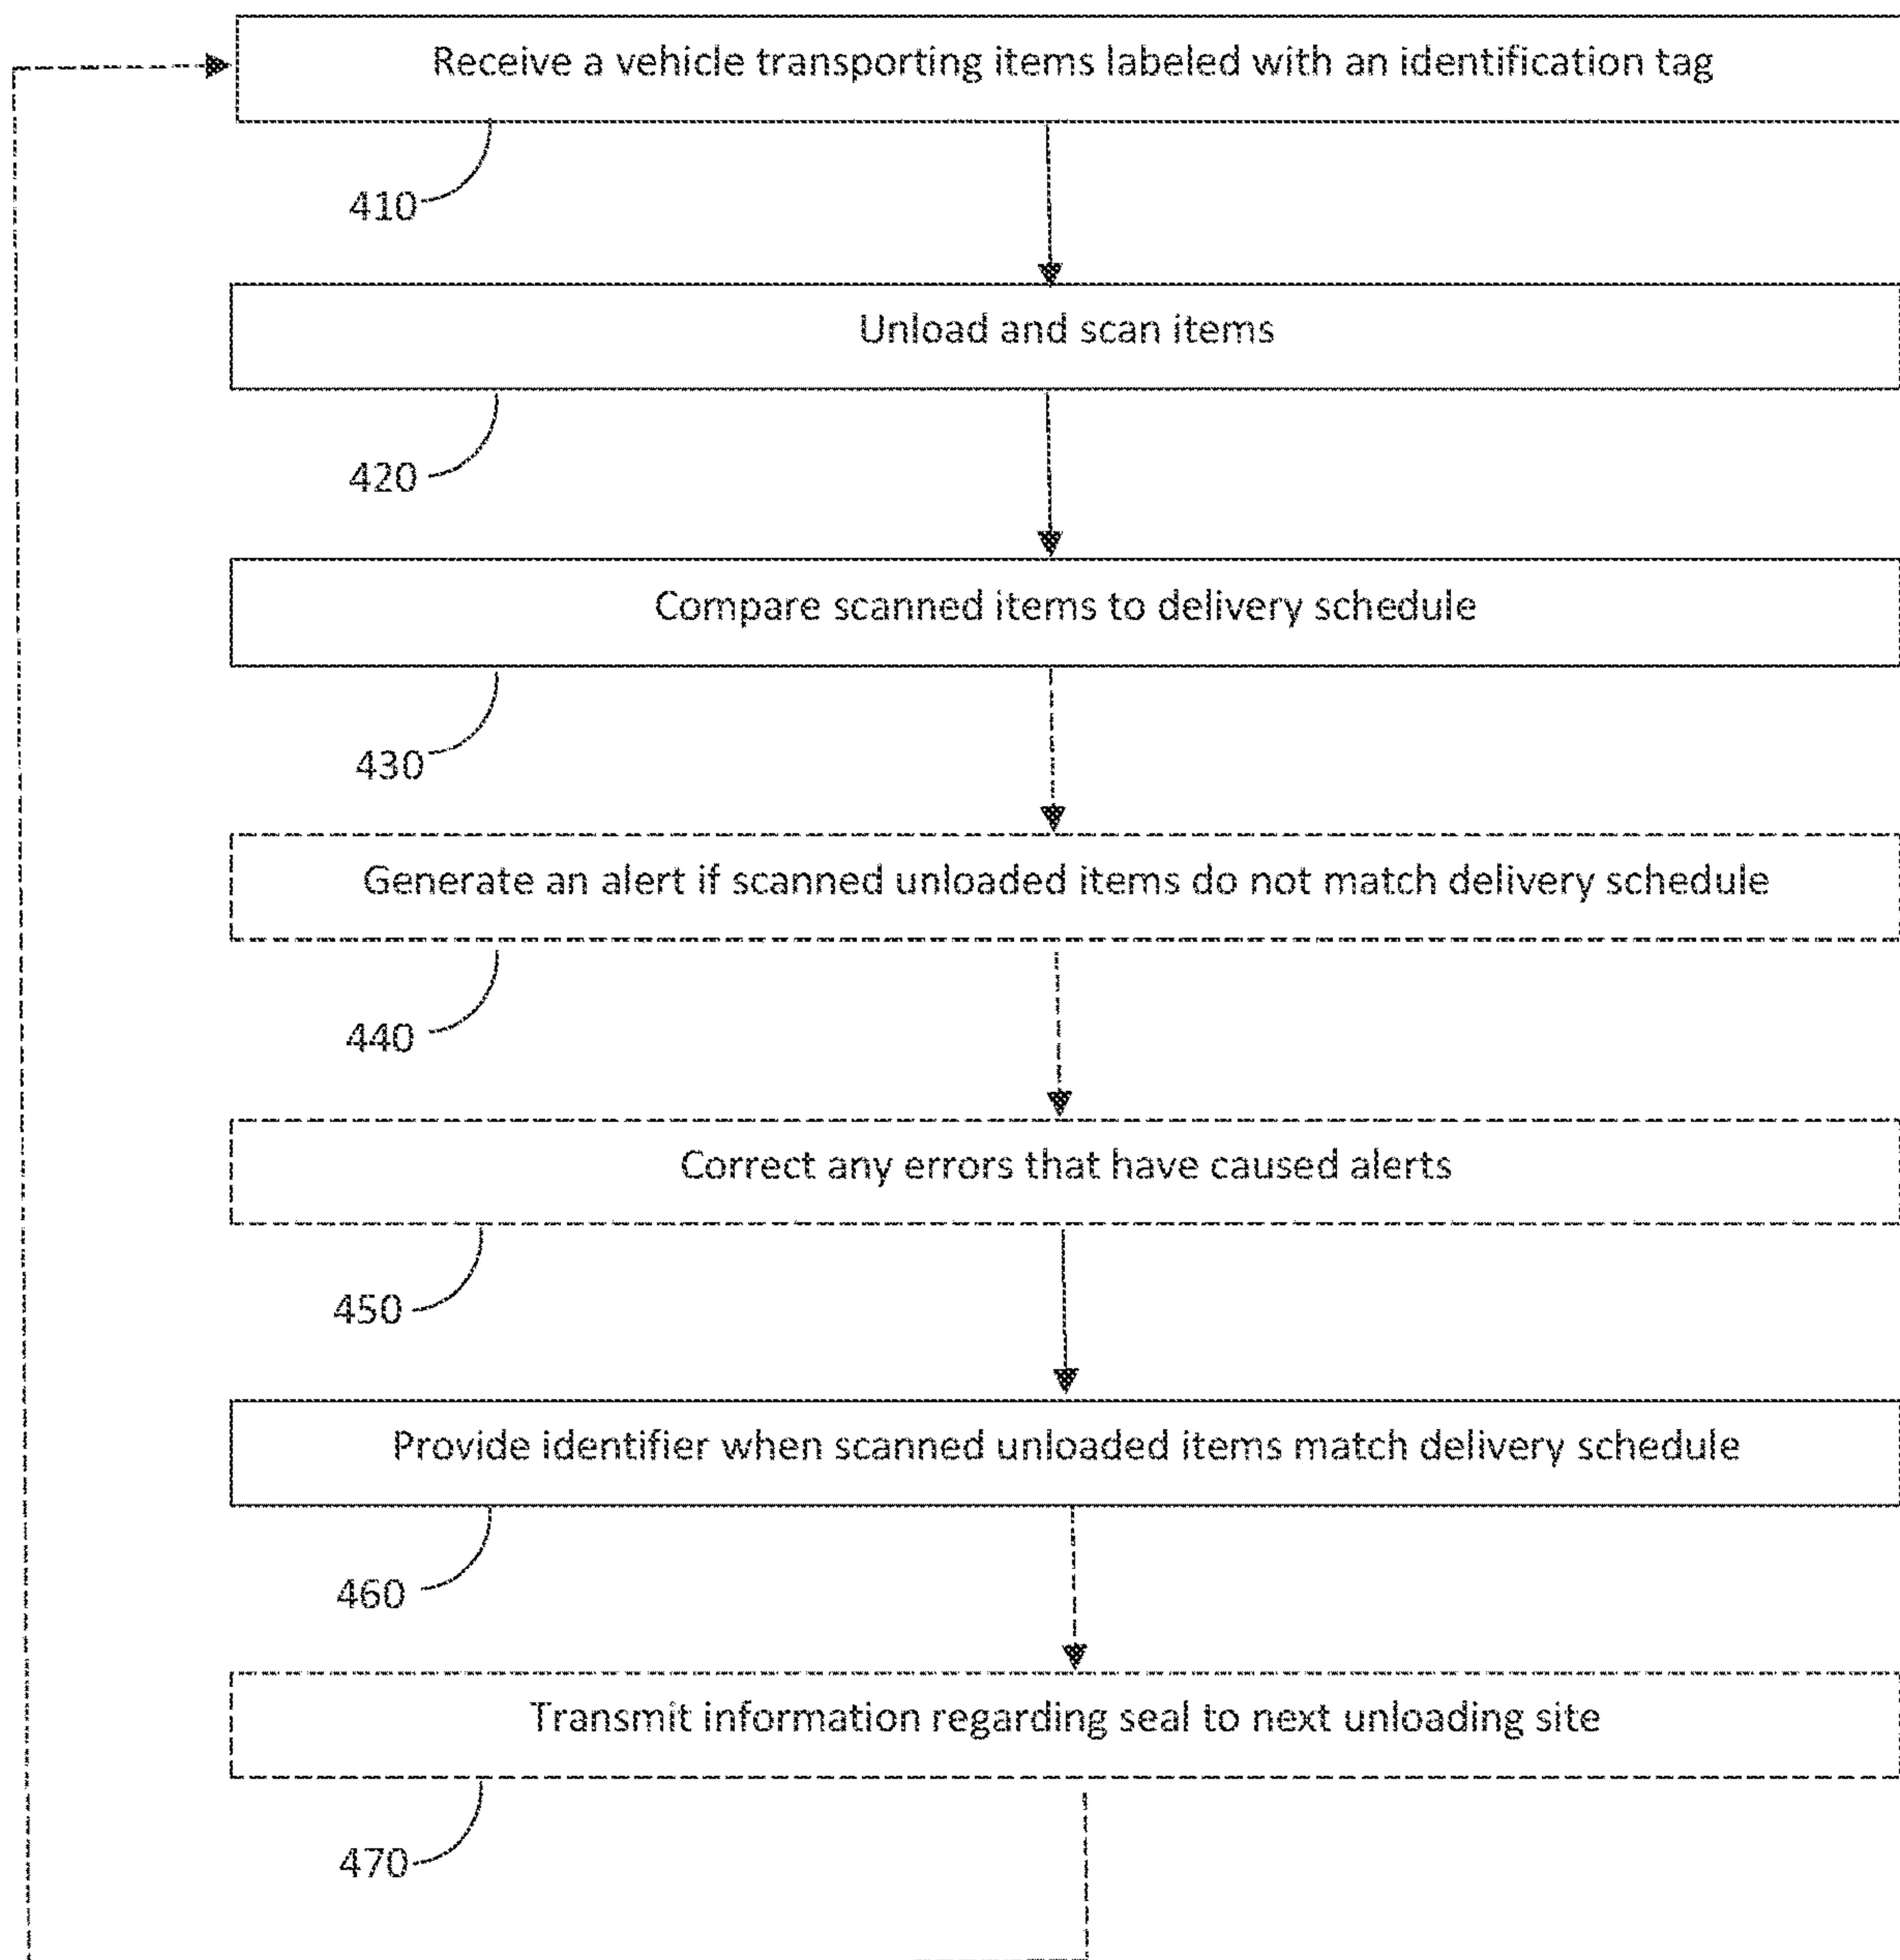 Receive a vehicle transporting items labeled with an identification tag
410
Unload and scan items
420
Compare scanned items to delivery schedule
430
Generate an alert if scanned unloaded items do not match delivery schedule
440
Correct any errors that have caused alerts
450
Provide identifier when scanned unloaded items match delivery schedule
460
Transmit information regarding seal to next unloading site
470